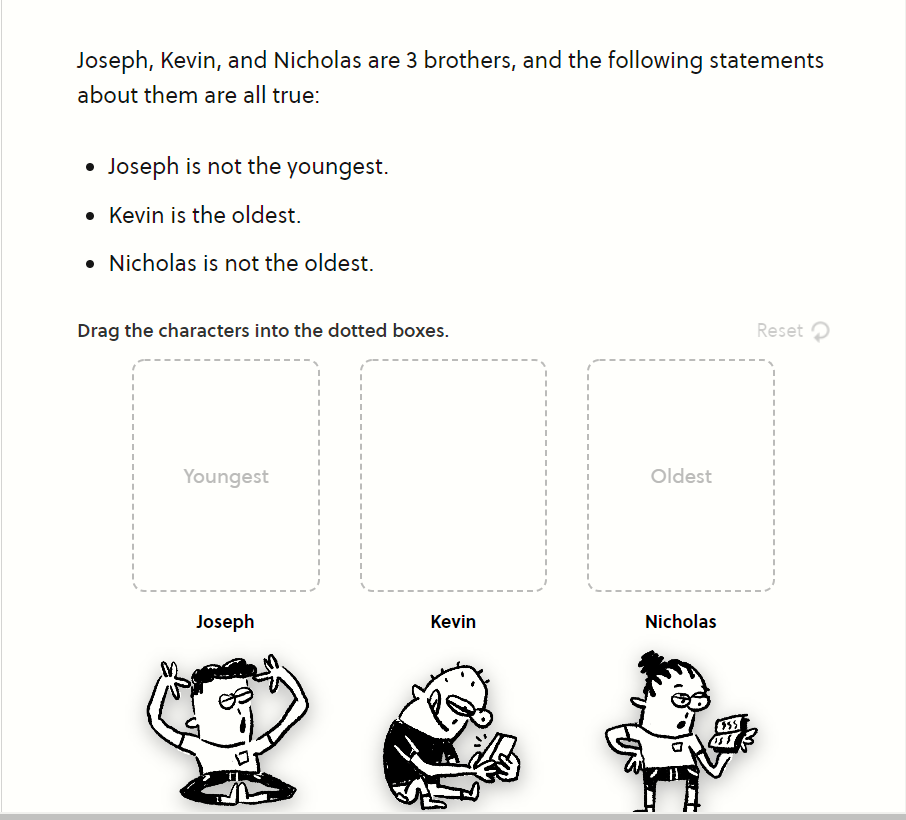 Joseph, Kevin, and Nicholas are 3 brothers, and the following statements
about them are all true:
• Joseph is not the youngest.
• Kevin is the oldest.
• Nicholas is not the oldest.
Drag the characters into the dotted boxes.
Reset
Youngest
Oldest
Joseph
Kevin
Nicholas